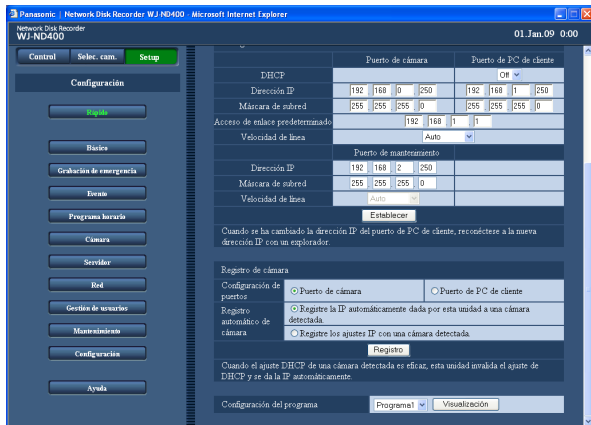 Panasonic | Network Disk Recorder WJ-ND400 - Microsoft Internet Explorer
Network Disk Recorder
WJ-ND400
01.Jan.09 0:00
Control Selec. cam. Setup
Configuración
Rápido
Básico
Grabación de emergencia
Evento
Programa horario
Cámara
Servidor
Red
Gestión de usuarios
Mantenimiento
Configuración
Ayuda
Puerto de cámara Puerto de PC de cliente
DHCP Off
Dirección IP 192 168 0 250 192 168 1 250
Máscara de subred 255 255 255 0 255 255 255 0
Acceso de enlace predeterminado 192 168 1 1
Velocidad de línea Auto
Puerto de mantenimiento
Dirección IP 192 168 2 250
Máscara de subred 255 255 255 0
Velocidad de línea Auto
Establecer
Cuando se ha cambiado la dirección IP del puerto de PC de cliente, reconéctese a la nueva
dirección IP con un explorador.
Registro de cámara
Configuración de puertos Puerto de cámara Puerto de PC de cliente
Registro automático de cámara
Registre la IP automáticamente dada por esta unidad a una cámara
detectada.
Registre los ajustes IP con una cámara detectada.
Registro
Cuando el ajuste DHCP de una cámara detectada es eficaz, esta unidad invalida el ajuste de
DHCP y se da la IP automáticamente.
Configuración del programa Programa1 Visualización